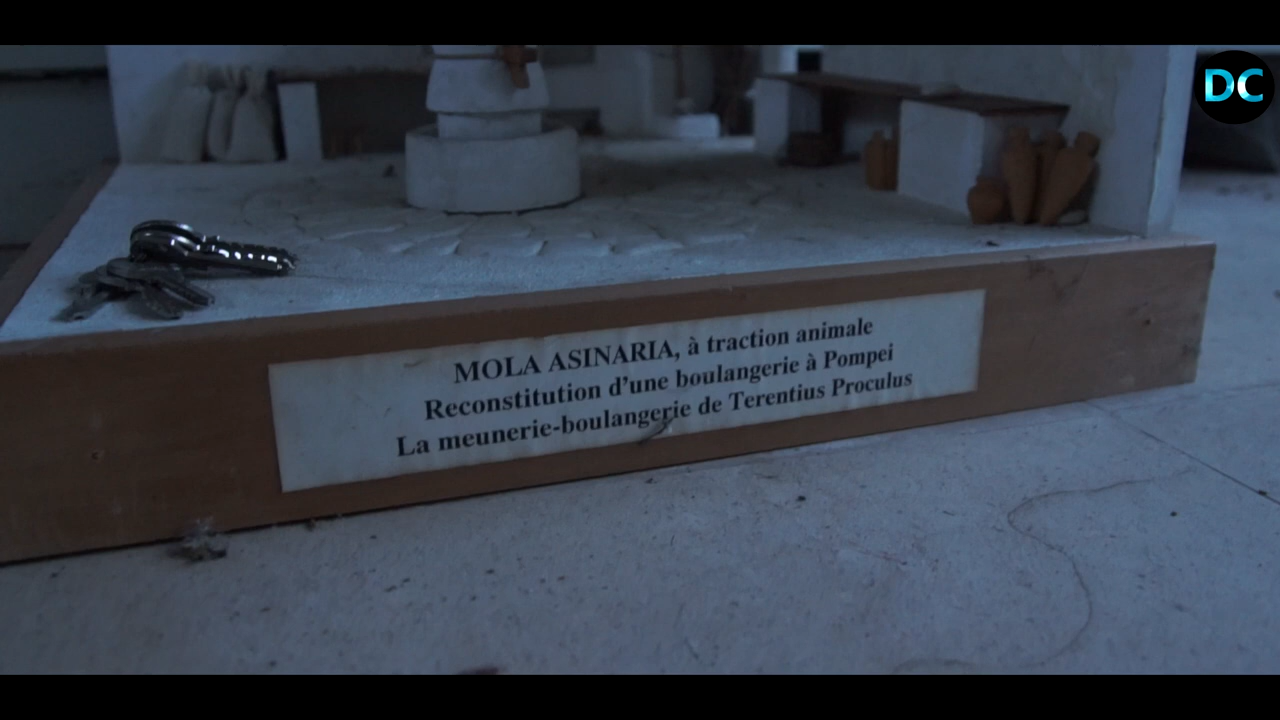 DC
MOLA ASINARIA, à traction animale
Reconstitution d'une boulangerie à Pompei
La meunerie-boulangerie de Terentius Proculus